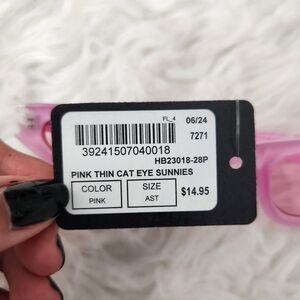 FL_4 06/24
39241507040018 7271
HB23018-28P
PINK THIN CAT EYE SUNNIES
COLOR SIZE $14.95
PINK AST